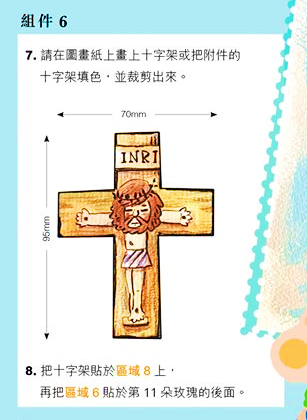 組件 6
7. 請在圖畫紙上畫上十字架或把附件的
十字架填色，並裁剪出來。
70mm
INRI
95mm
8. 把十字架貼於區域 8 上，
再把區域 6 貼於第 11 朵玫瑰的後面。